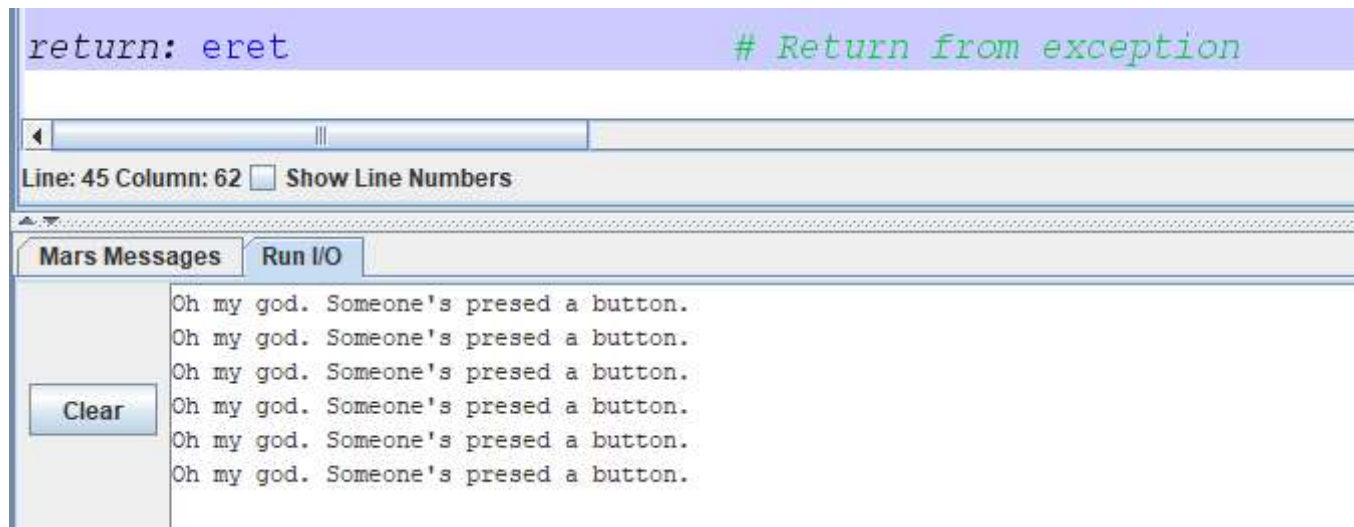 return: eret # Return from exception
Line: 45 Column: 62 Show Line Numbers
Mars Messages Run I/O
Oh my god. Someone's presed a button.
Oh my god. Someone's presed a button.
Oh my god. Someone's presed a button.
Clear
Oh my god. Someone's presed a button.
Oh my god. Someone's presed a button.
Oh my god. Someone's presed a button.